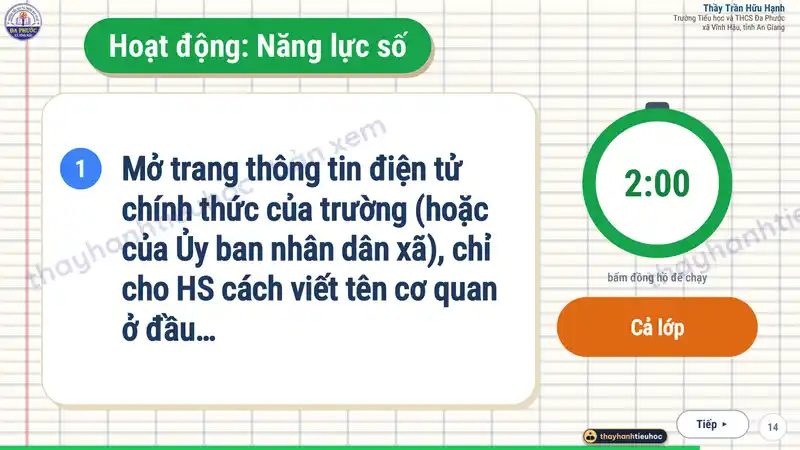 Thầy Trần Hữu Hạnh
Trường Tiểu học và THCS Đa Phước
xã Vĩnh Hậu, tỉnh An Giang
ĐA PHƯỚC
Hoạt động: Năng lực số
1
Mở trang thông tin điện tử
chính thức của trường (hoặc
của Ủy ban nhân dân xã), chỉ
cho HS cách viết tên cơ quan
ở đầu…
2:00
bấm đồng hồ để chạy
Cả lớp
Tiếp ▸
14
thayhanhtieuhoc